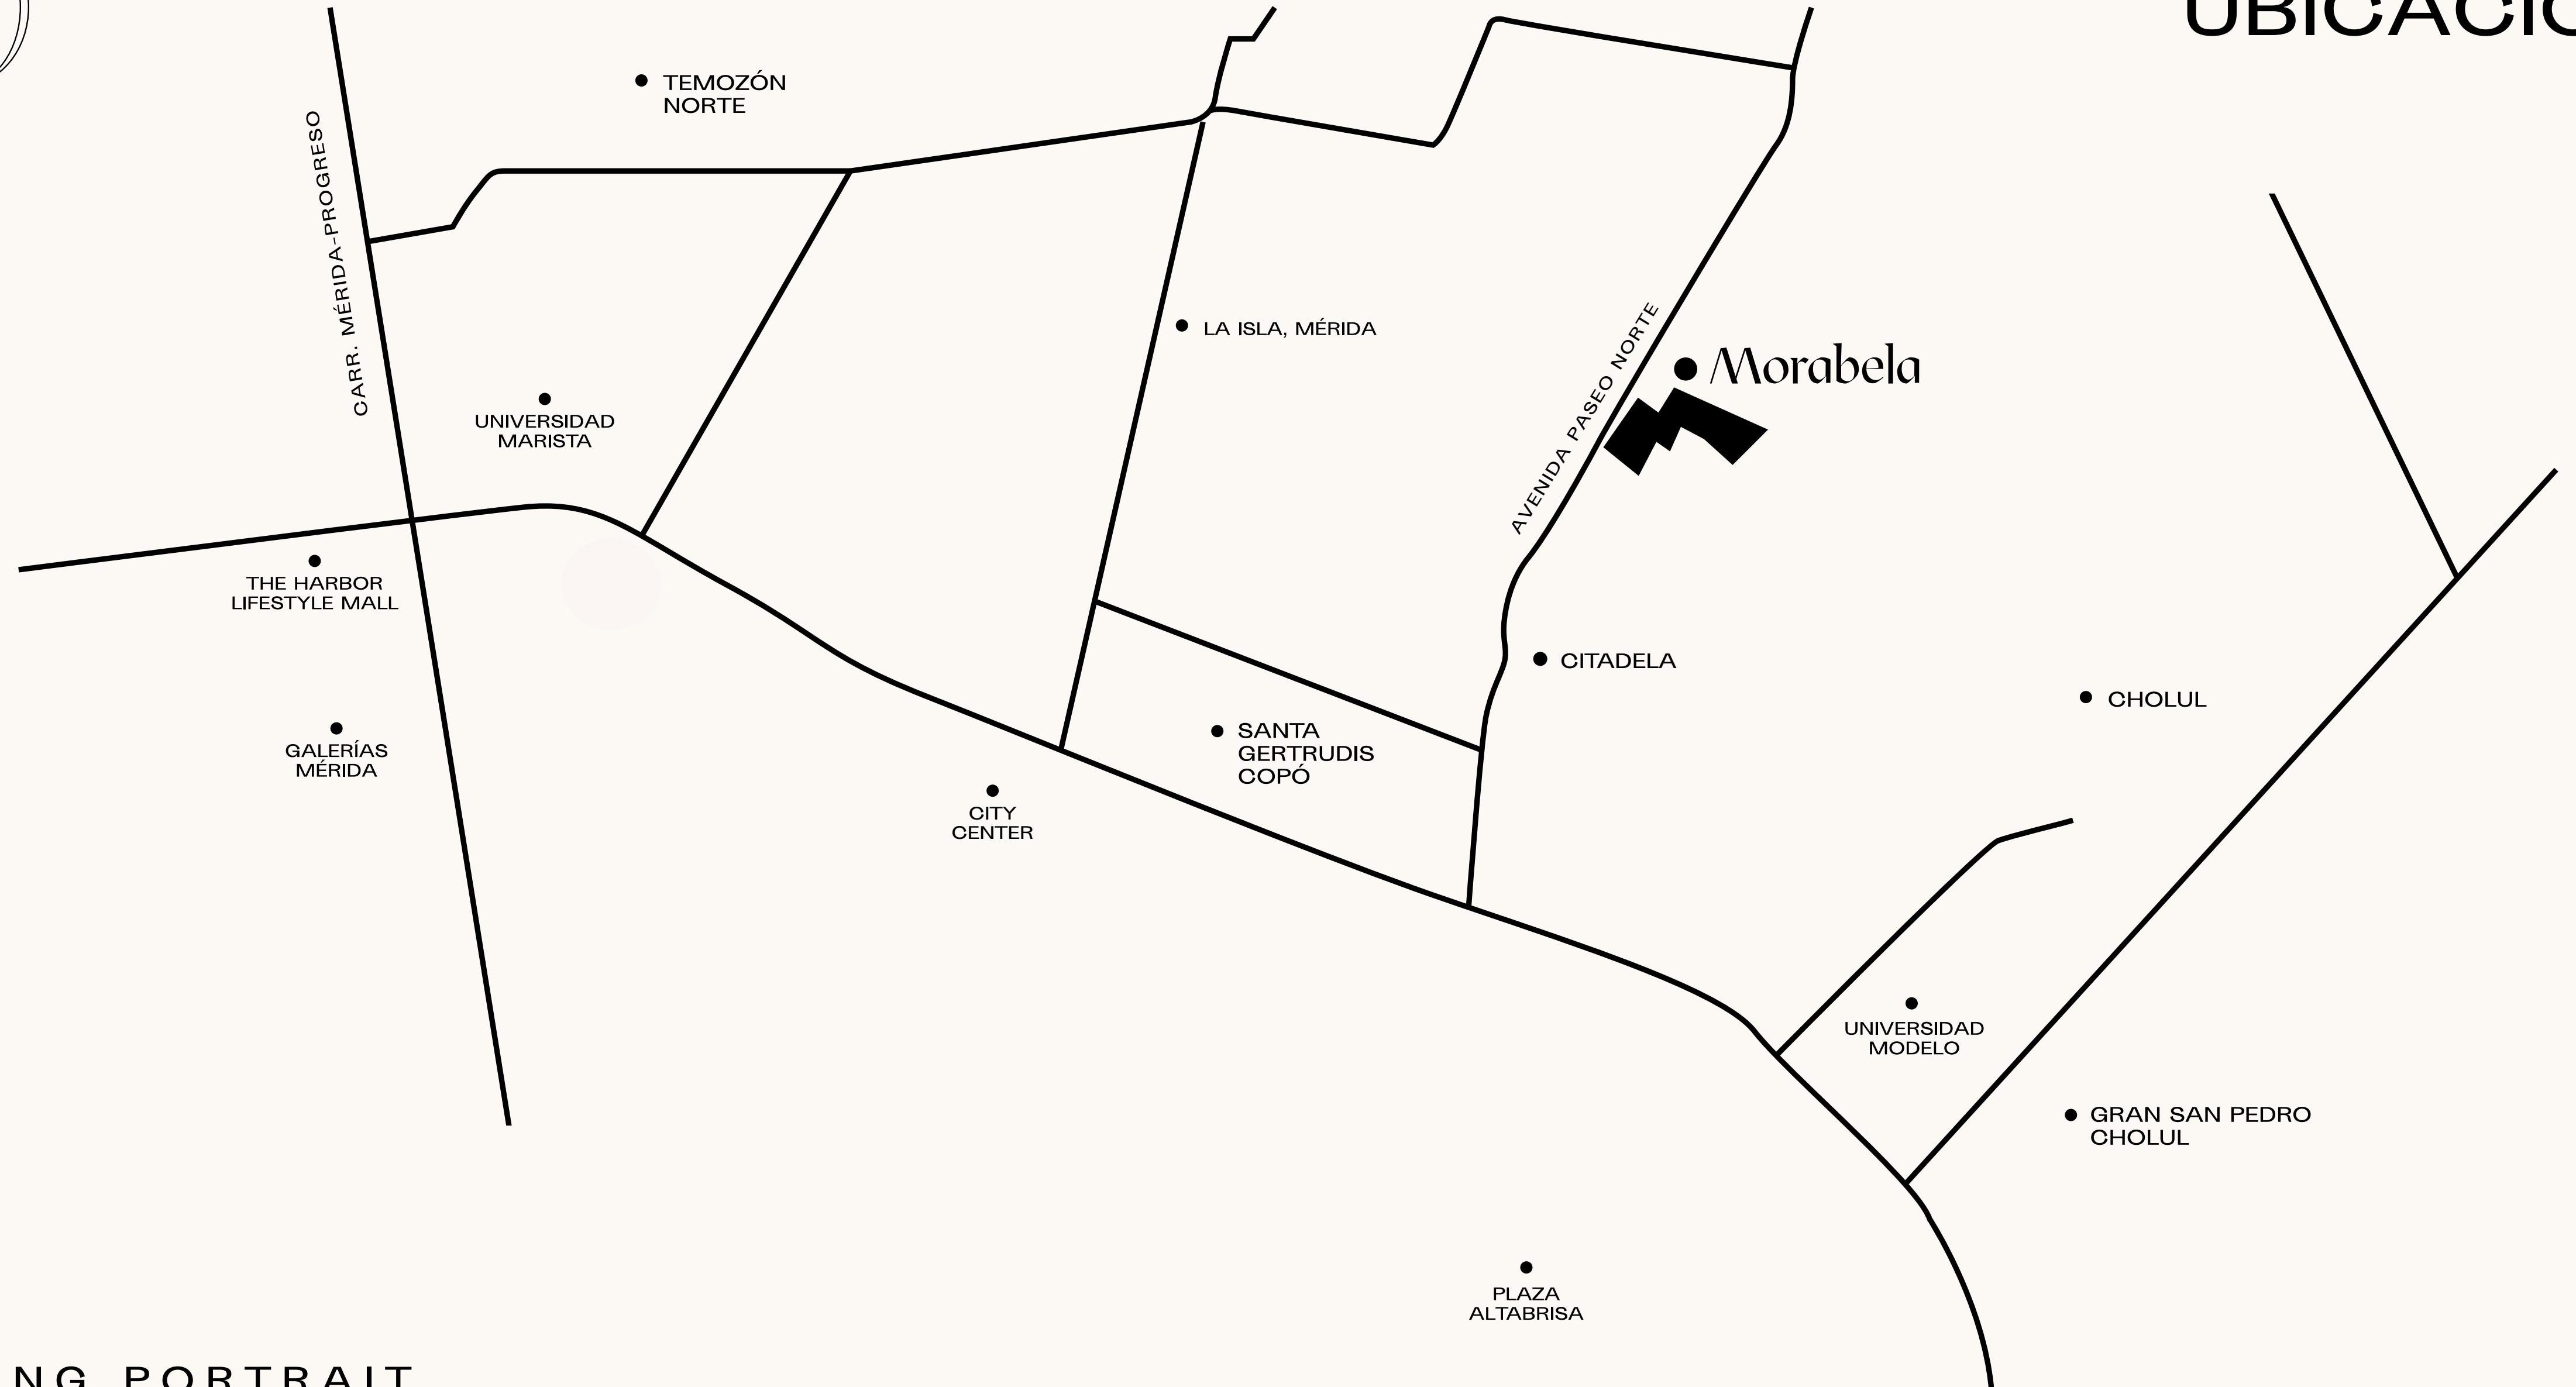 UBICACIO
TEMOZÓN
NORTE
CARR. MÉRIDA-PROGRESO
LA ISLA, MÉRIDA
AVENIDA PASEO NORTE
Morabela
UNIVERSIDAD
MARISTA
THE HARBOR
LIFESTYLE MALL
CITADELA
CHOLUL
GALERÍAS
MÉRIDA
SANTA
GERTRUDIS
COPÓ
CITY
CENTER
UNIVERSIDAD
MODELO
GRAN SAN PEDRO
CHOLUL
PLAZA
ALTABRISA
NG PORTRAIT